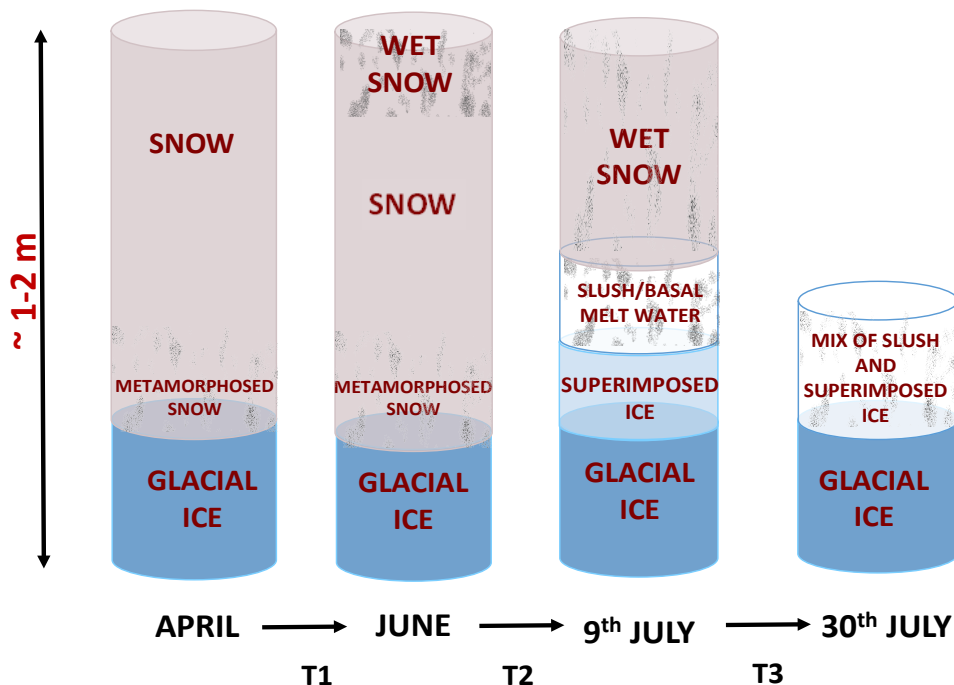 ~ 1-2 m
SNOW
METAMORPHOSED
SNOW
GLACIAL
ICE
WET
SNOW
SNOW
METAMORPHOSED
SNOW
GLACIAL
ICE
WET
SNOW
SLUSH/BASAL
MELT WATER
SUPERIMPOSED
ICE
GLACIAL
ICE
MIX OF SLUSH
AND
SUPERIMPOSED
ICE
GLACIAL
ICE
APRIL
JUNE
9th JULY
30th JULY
T1
T2
T3